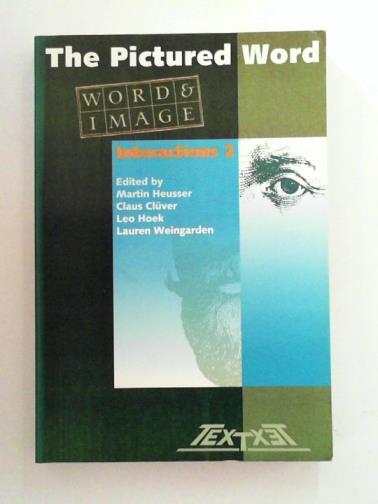 The Pictured Word
WORD &
IMAGE
Interactions 2
Edited by
Martin Heusser
Claus Clüver
Leo Hoek
Lauren Weingarden
TEXTXET